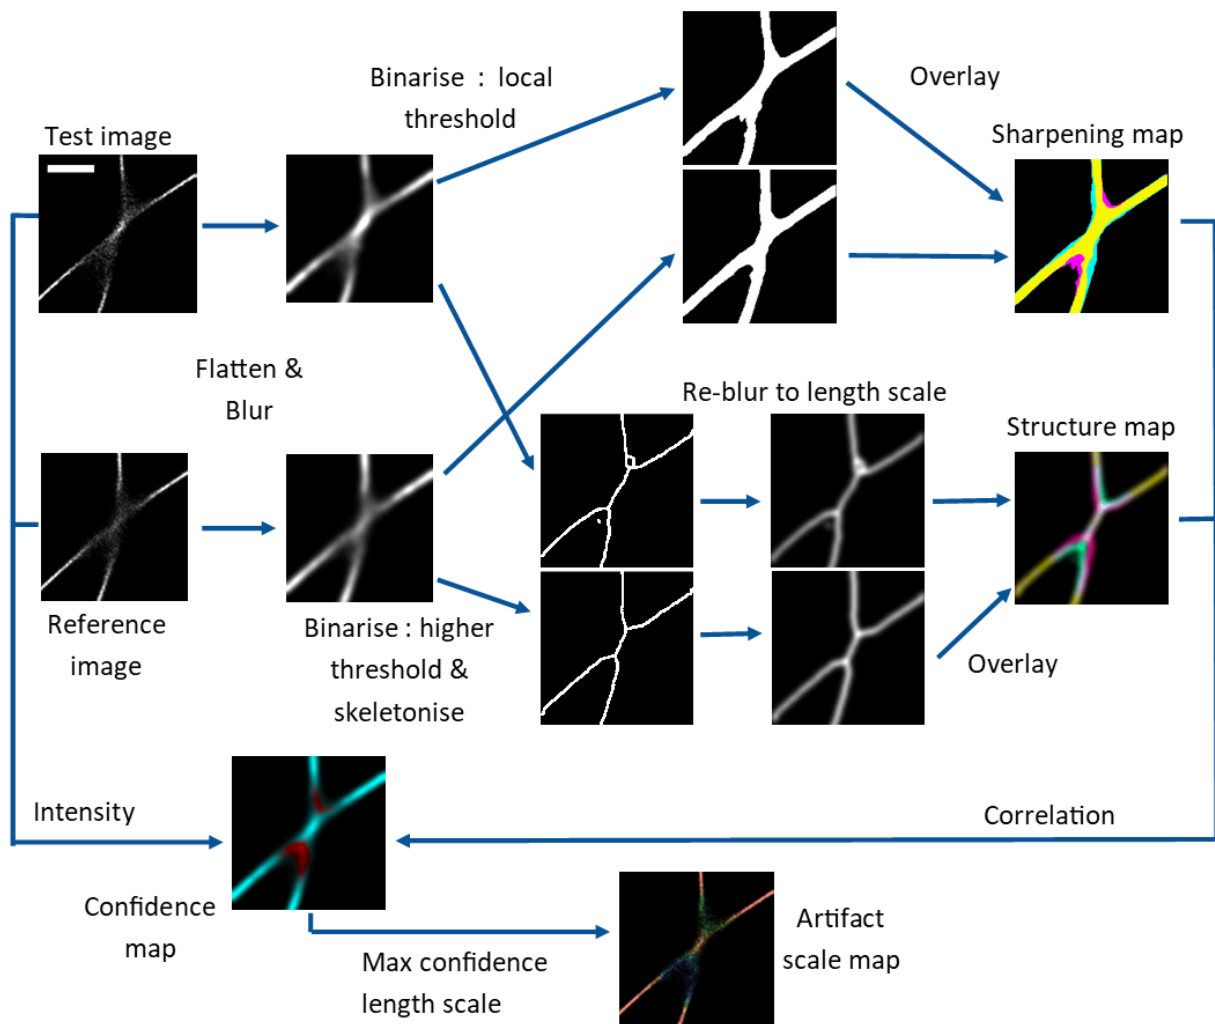 Binarise : local
threshold
Overlay
Test image
Sharpening map
Flatten &
Blur
Re-blur to length scale
Structure map
Reference
image
Binarise : higher
threshold &
skeletonise
Overlay
Intensity
Correlation
Confidence
map
Max confidence
length scale
Artifact
scale map